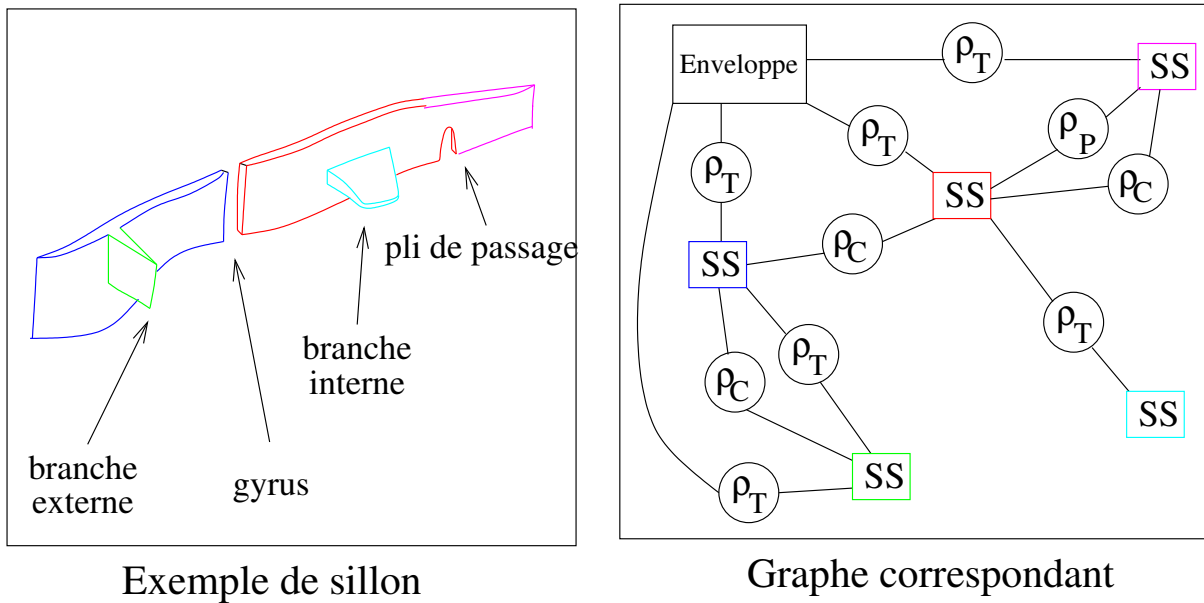 pli de passage
branche
interne
branche
externe
gyrus
Exemple de sillon
Enveloppe
ρT
SS
ρT
ρP
ρT
ρC
SS
ρC
SS
ρT
ρT
ρC
SS
ρT
SS
Graphe correspondant